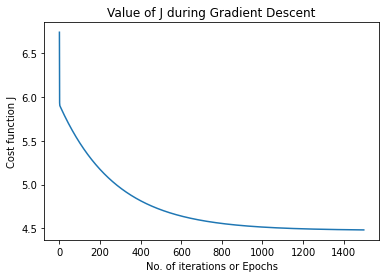 Value of J during Gradient Descent
6.5
6.0
5.5
5.0
4.5
Cost function J
0 200 400 600 800 1000 1200 1400
No. of iterations or Epochs